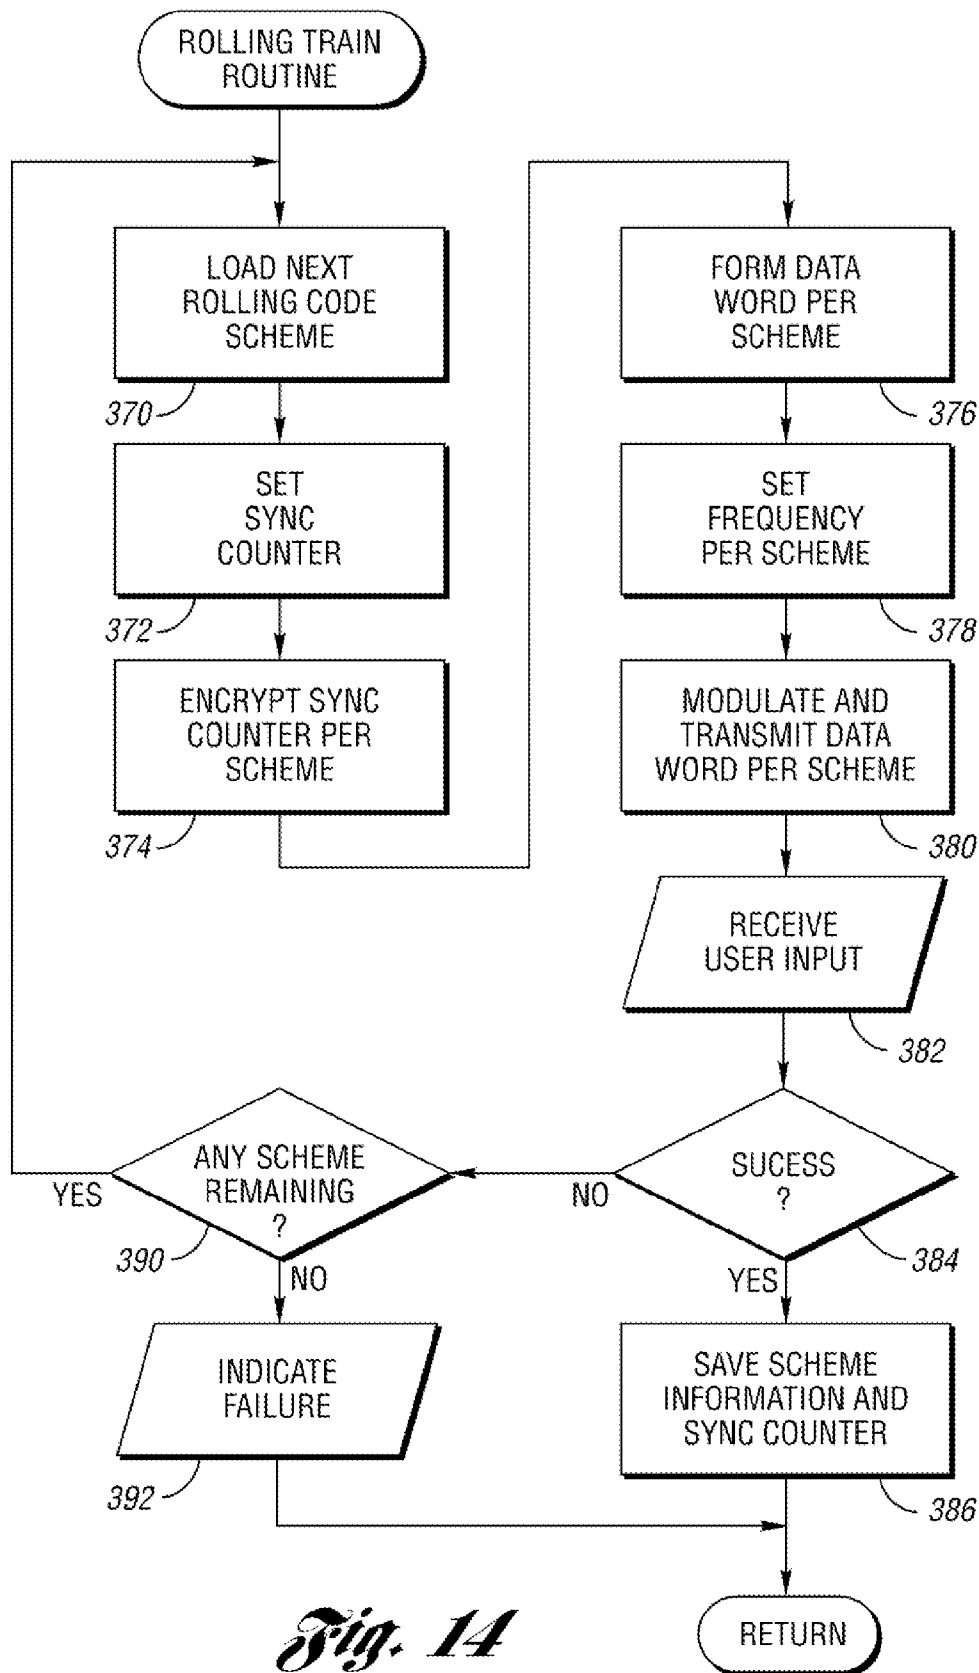 ROLLING TRAIN
ROUTINE
LOAD NEXT
ROLLING CODE
SCHEME
370
SET
SYNC
COUNTER
372
ENCRYPT SYNC
COUNTER PER
SCHEME
374
FORM DATA
WORD PER
SCHEME
376
SET
FREQUENCY
PER SCHEME
378
MODULATE AND
TRANSMIT DATA
WORD PER SCHEME
380
RECEIVE
USER INPUT
382
SUCESS
?
384
NO
YES
ANY SCHEME
REMAINING
?
390
YES
NO
INDICATE
FAILURE
392
SAVE SCHEME
INFORMATION AND
SYNC COUNTER
386
RETURN
Fig. 14